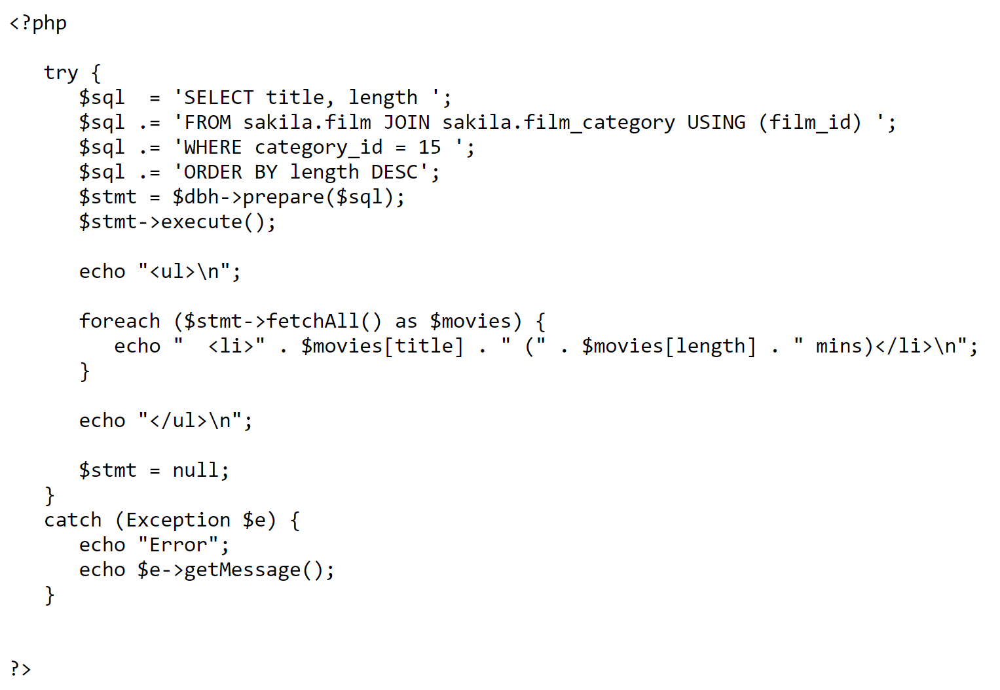 <?php
try {
$sql  = 'SELECT title, length ';
$sql .= 'FROM sakila.film JOIN sakila.film_category USING (film_id) ';
$sql .= 'WHERE category_id = 15 ';
$sql .= 'ORDER BY length DESC';
$stmt = $dbh->prepare($sql);
$stmt->execute();
echo "<ul>\n";
foreach ($stmt->fetchAll() as $movies) {
echo "  <li>" . $movies[title] . " (" . $movies[length] . " mins)</li>\n";
}
echo "</ul>\n";
$stmt = null;
}
catch (Exception $e) {
echo "Error";
echo $e->getMessage();
}
?>